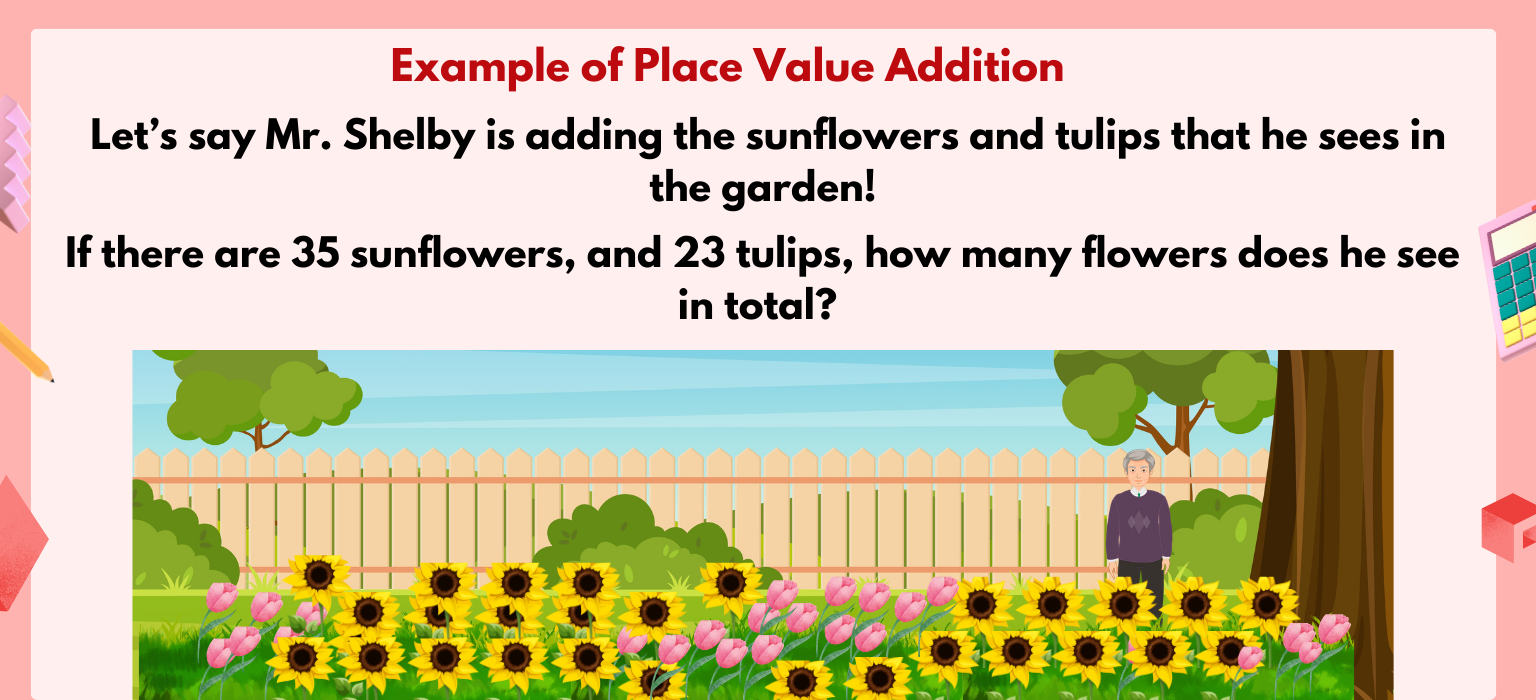 Example of Place Value Addition
Let’s say Mr. Shelby is adding the sunflowers and tulips that he sees in
the garden!
If there are 35 sunflowers, and 23 tulips, how many flowers does he see
in total?